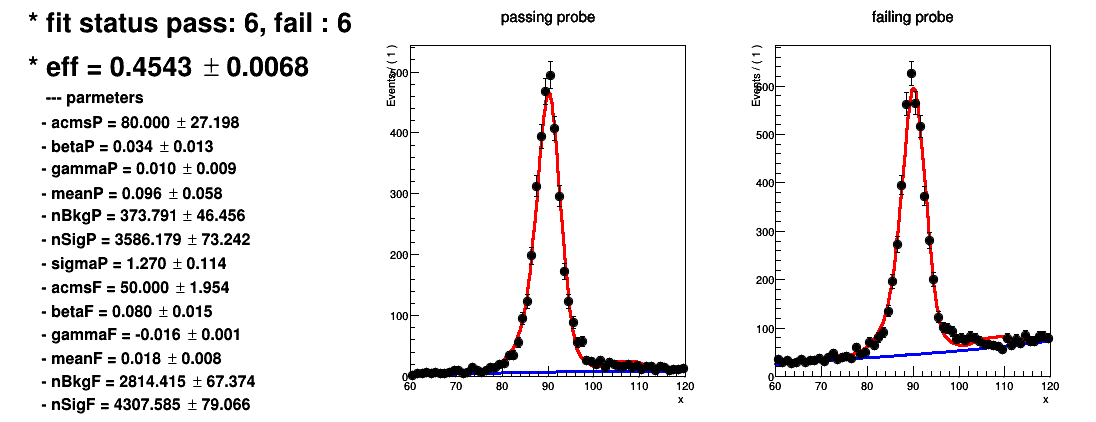 * fit status pass: 6, fail : 6
* eff = 0.4543 ± 0.0068
--- parmeters
- acmsP = 80.000 ± 27.198
- betaP = 0.034 ± 0.013
- gammaP = 0.010 ± 0.009
- meanP = 0.096 ± 0.058
- nBkgP = 373.791 ± 46.456
- nSigP = 3586.179 ± 73.242
- sigmaP = 1.270 ± 0.114
- acmsF = 50.000 ± 1.954
- betaF = 0.080 ± 0.015
- gammaF = -0.016 ± 0.001
- meanF = 0.018 ± 0.008
- nBkgF = 2814.415 ± 67.374
- nSigF = 4307.585 ± 79.066
passing probe
Events / ( 1 )
500
400
300
200
100
0
60 70 80 90 100 110 120
x
failing probe
Events / ( 1 )
600
500
400
300
200
100
0
60 70 80 90 100 110 120
x